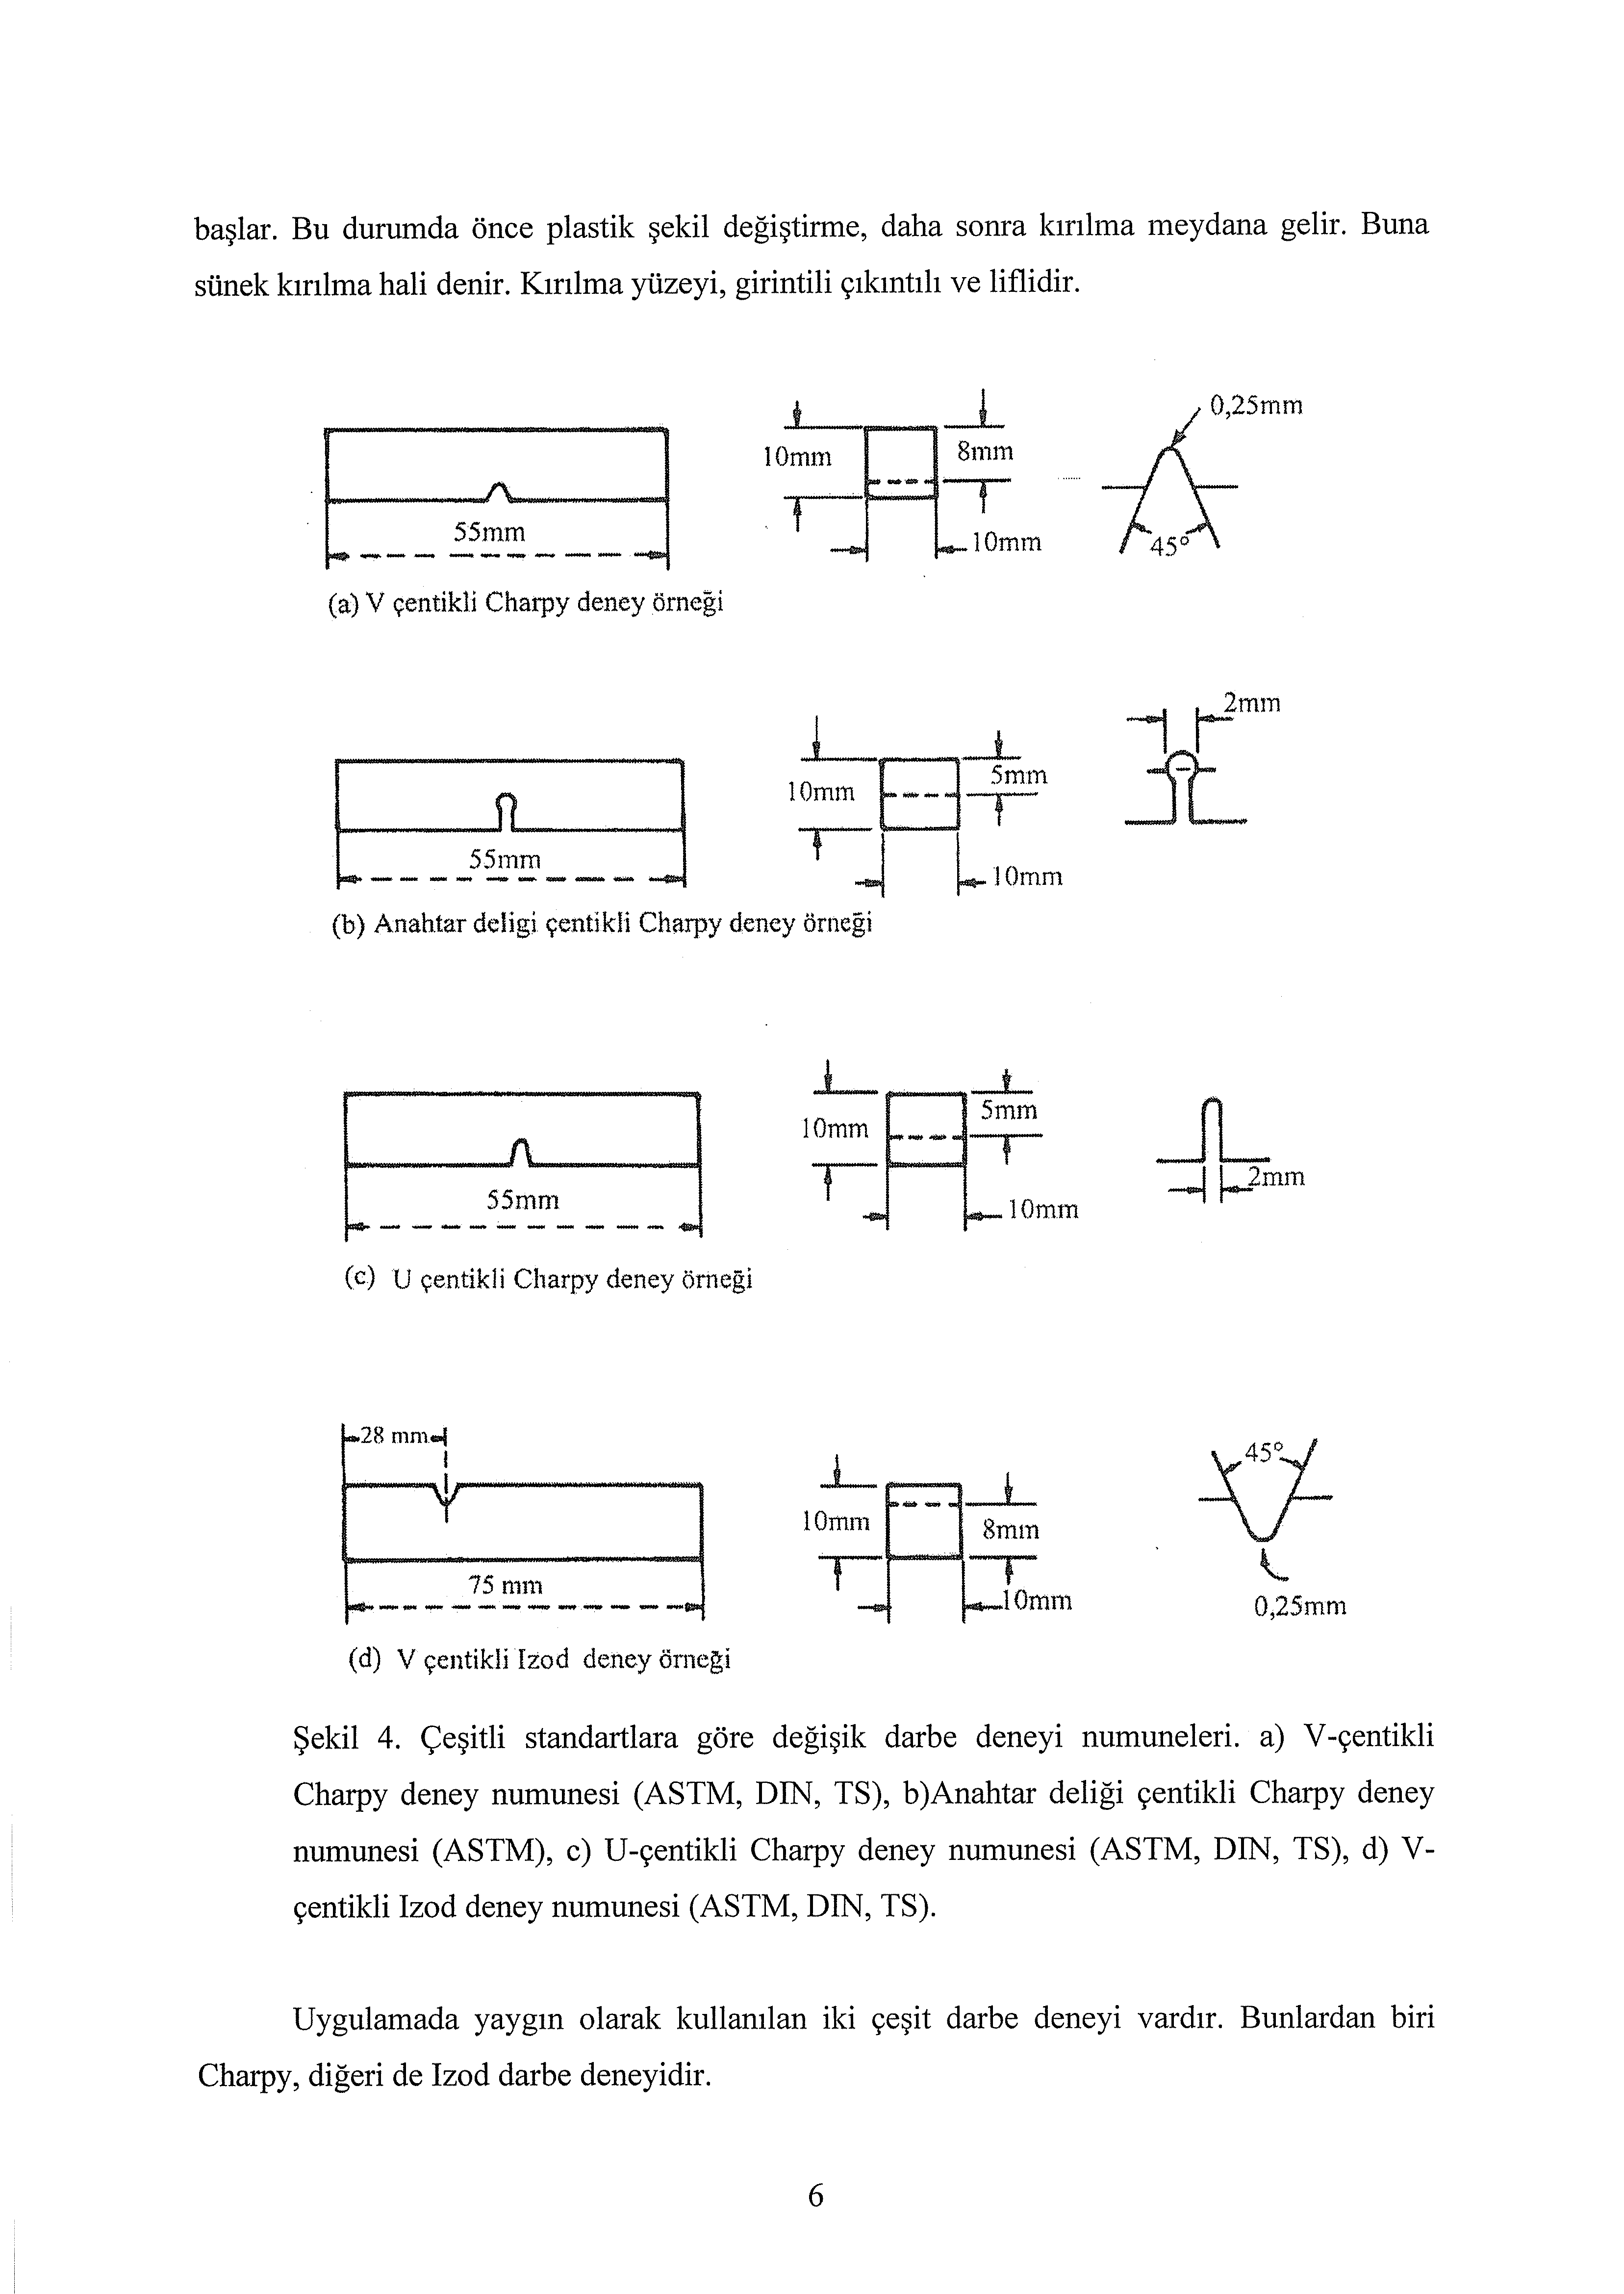 başlar. Bu durumda önce plastik şekil değiştirme, daha sonra kırılma meydana gelir. Buna
sünek kırılma hali denir. Kırılma yüzeyi, girintili çıkıntılı ve liflidir.
0,25mm
10mm
8mm
55mm
10mm
45°
(a) V çentikli Charpy deney örneği
2mm
5mm
10mm
55mm
10mm
(b) Anahtar deligi çentikli Charpy deney örneği
5mm
10mm
2mm
55mm
10mm
(c) U çentikli Charpy deney örneği
28 mm
45°
10mm
8mm
75 mm
10mm
0,25mm
(d) V çentikli Izod deney örneği
Şekil 4. Çeşitli standartlara göre değişik darbe deneyi numuneleri. a) V-çentikli
Charpy deney numunesi (ASTM, DIN, TS), b)Anahtar deliği çentikli Charpy deney
numunesi (ASTM), c) U-çentikli Charpy deney numunesi (ASTM, DIN, TS), d) V-
çentikli Izod deney numunesi (ASTM, DIN, TS).
Uygulamada yaygın olarak kullanılan iki çeşit darbe deneyi vardır. Bunlardan biri
Charpy, diğeri de Izod darbe deneyidir.
6